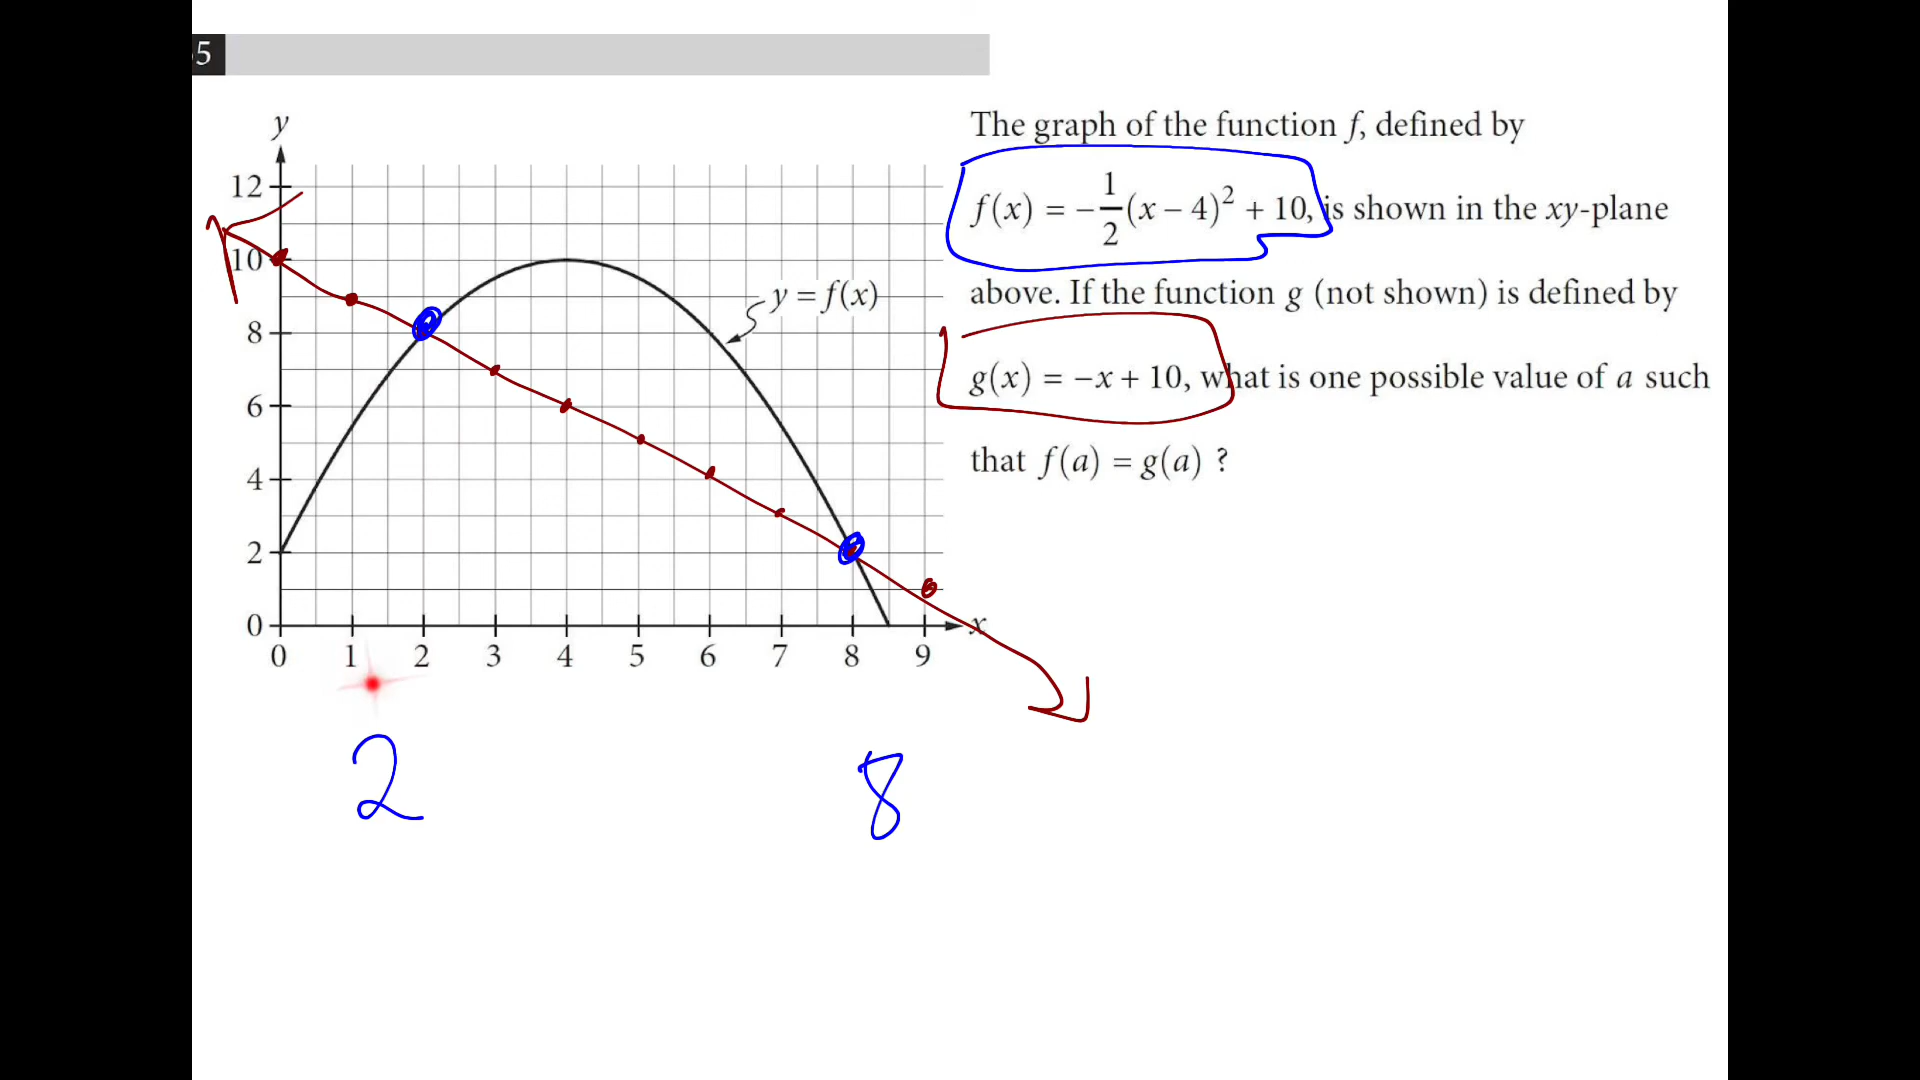 5
The graph of the function f, defined by
f(x) = -1/2(x – 4)² + 10, is shown in the xy-plane
above. If the function g (not shown) is defined by
g(x) = –x + 10, what is one possible value of a such
that f(a) = g(a) ?
y
12
10
8
6
4
2
0
y = f(x)
x
0 1 2 3 4 5 6 7 8 9
2 8